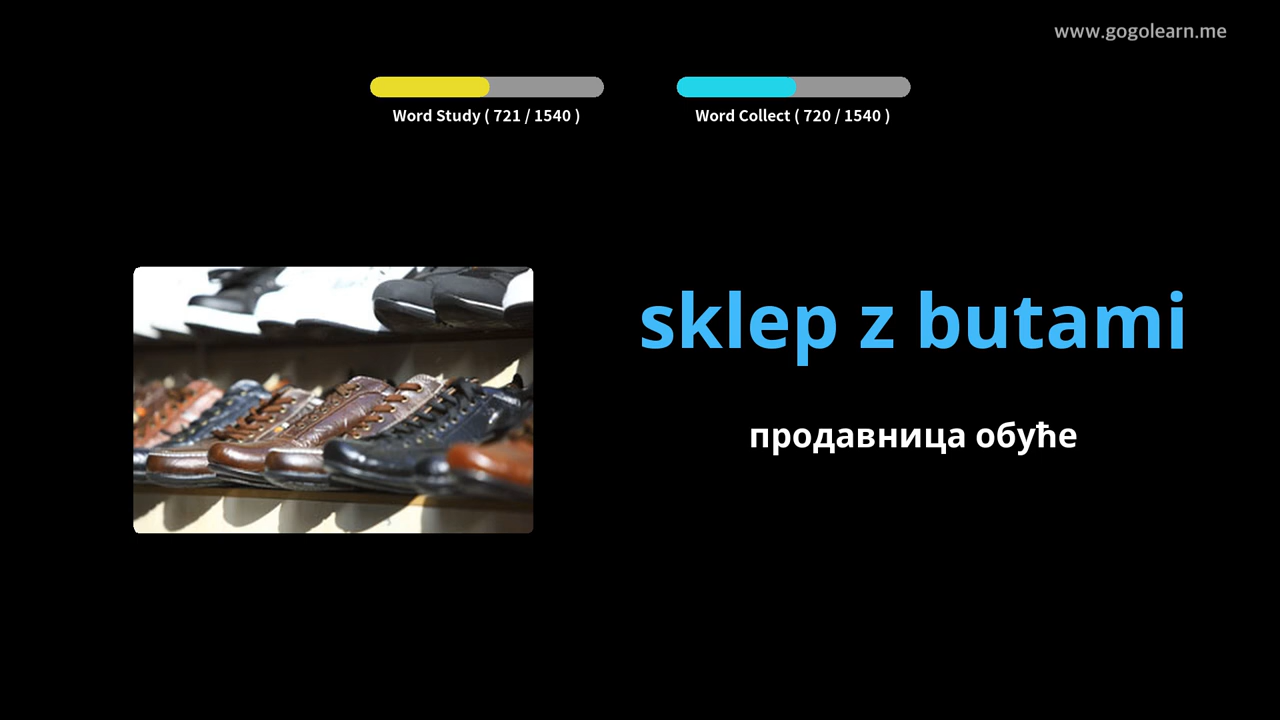 www.gogolearn.me
Word Study ( 721 / 1540 )
Word Collect ( 720 / 1540 )
sklep z butami
продавница обуће